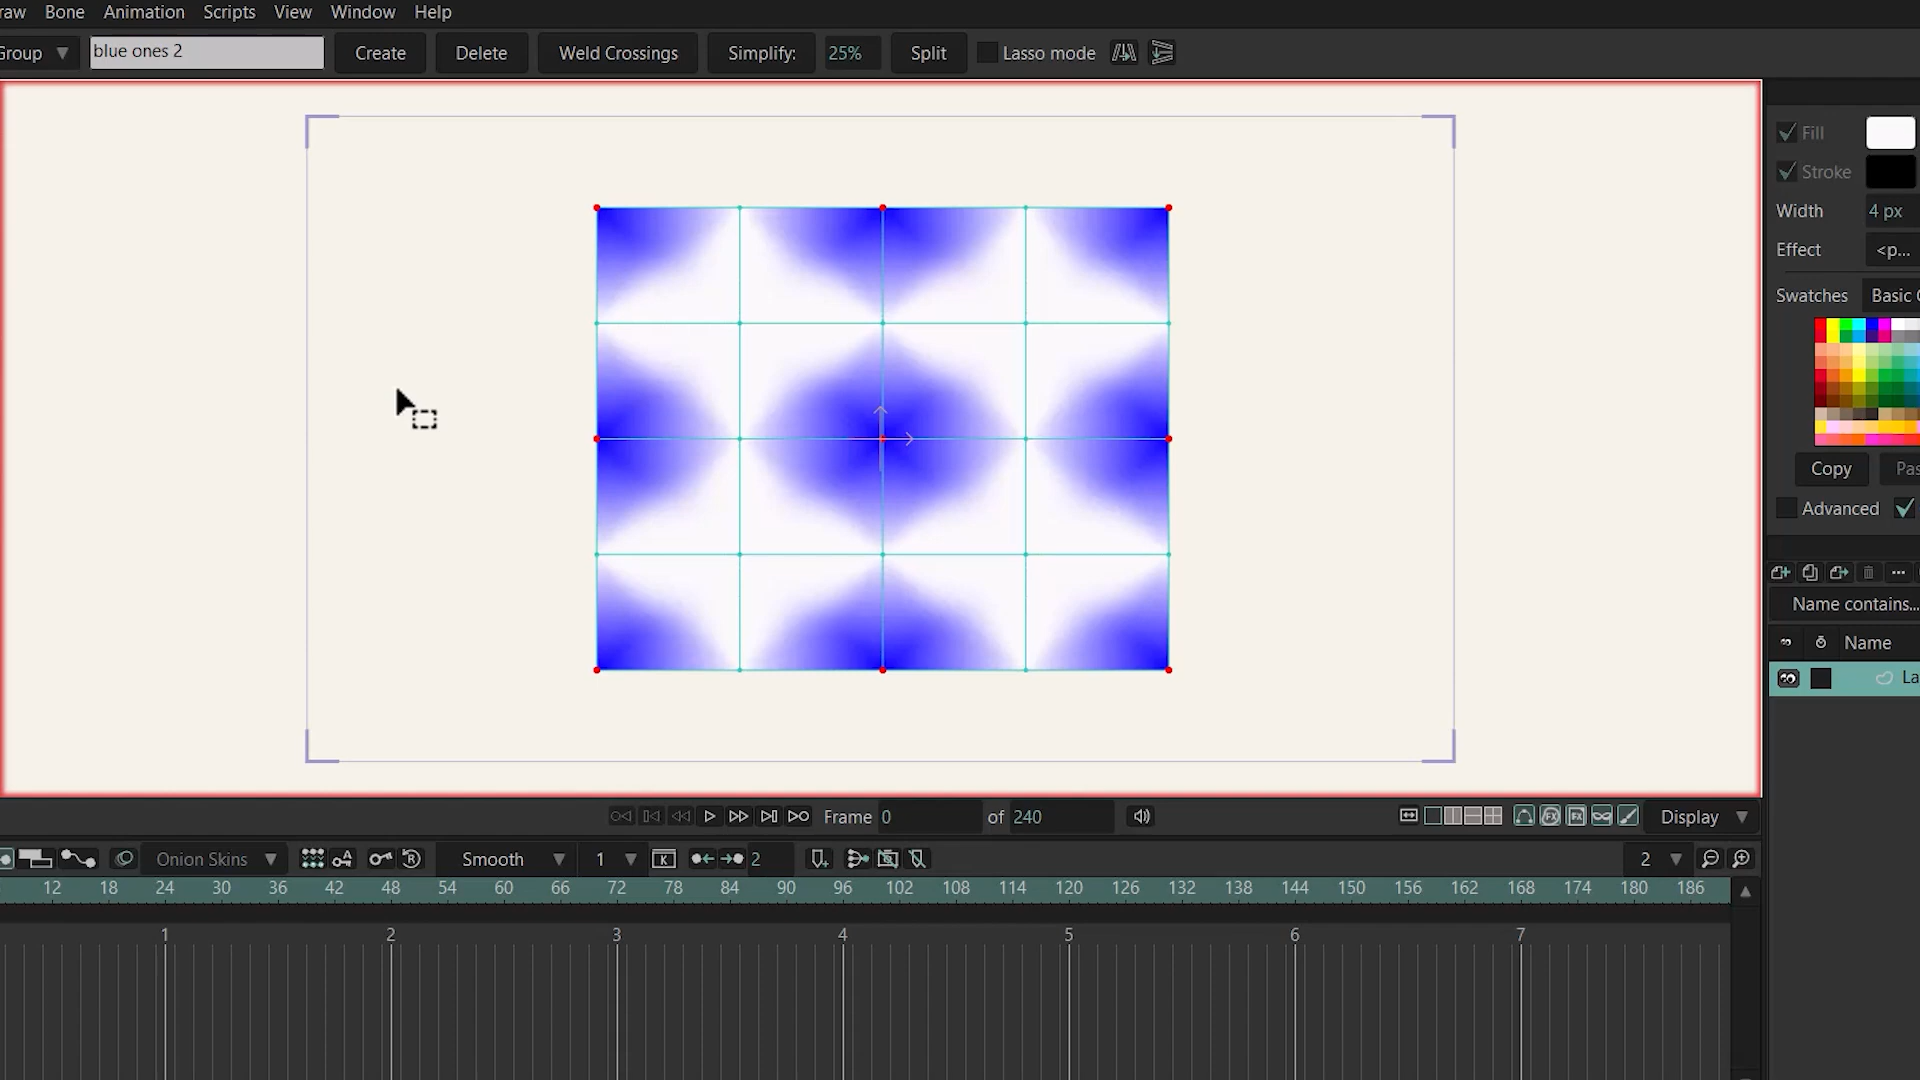 raw Bone Animation Scripts View Window Help
Group blue ones 2 Create Delete Weld Crossings Simplify: 25% Split Lasso mode
Fill
Stroke
Width 4 px
Effect <p...
Swatches Basic C
Copy Pas
Advanced
Name contains...
Name
La
Frame 0 of 240 Display
Onion Skins Smooth 1 2 2
12 18 24 30 36 42 48 54 60 66 72 78 84 90 96 102 108 114 120 126 132 138 144 150 156 162 168 174 180 186
1 2 3 4 5 6 7